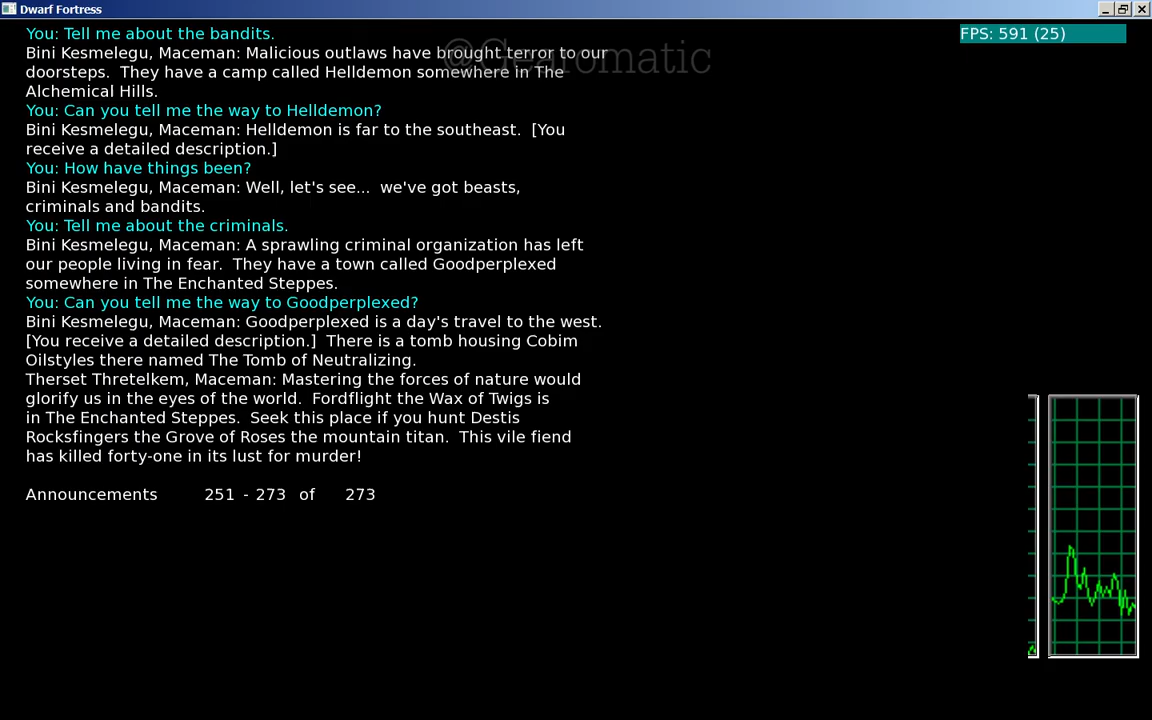 Dwarf Fortress
You: Tell me about the bandits.
FPS: 591 (25)
@Gearomatic
Bini Kesmelegu, Maceman: Malicious outlaws have brought terror to our
doorsteps.  They have a camp called Helldemon somewhere in The
Alchemical Hills.
You: Can you tell me the way to Helldemon?
Bini Kesmelegu, Maceman: Helldemon is far to the southeast.  [You
receive a detailed description.]
You: How have things been?
Bini Kesmelegu, Maceman: Well, let's see...  we've got beasts,
criminals and bandits.
You: Tell me about the criminals.
Bini Kesmelegu, Maceman: A sprawling criminal organization has left
our people living in fear.  They have a town called Goodperplexed
somewhere in The Enchanted Steppes.
You: Can you tell me the way to Goodperplexed?
Bini Kesmelegu, Maceman: Goodperplexed is a day's travel to the west.
[You receive a detailed description.]  There is a tomb housing Cobim
Oilstyles there named The Tomb of Neutralizing.
Therset Thretelkem, Maceman: Mastering the forces of nature would
glorify us in the eyes of the world.  Fordflight the Wax of Twigs is
in The Enchanted Steppes.  Seek this place if you hunt Destis
Rocksfingers the Grove of Roses the mountain titan.  This vile fiend
has killed forty-one in its lust for murder!
Announcements 251 - 273 of 273